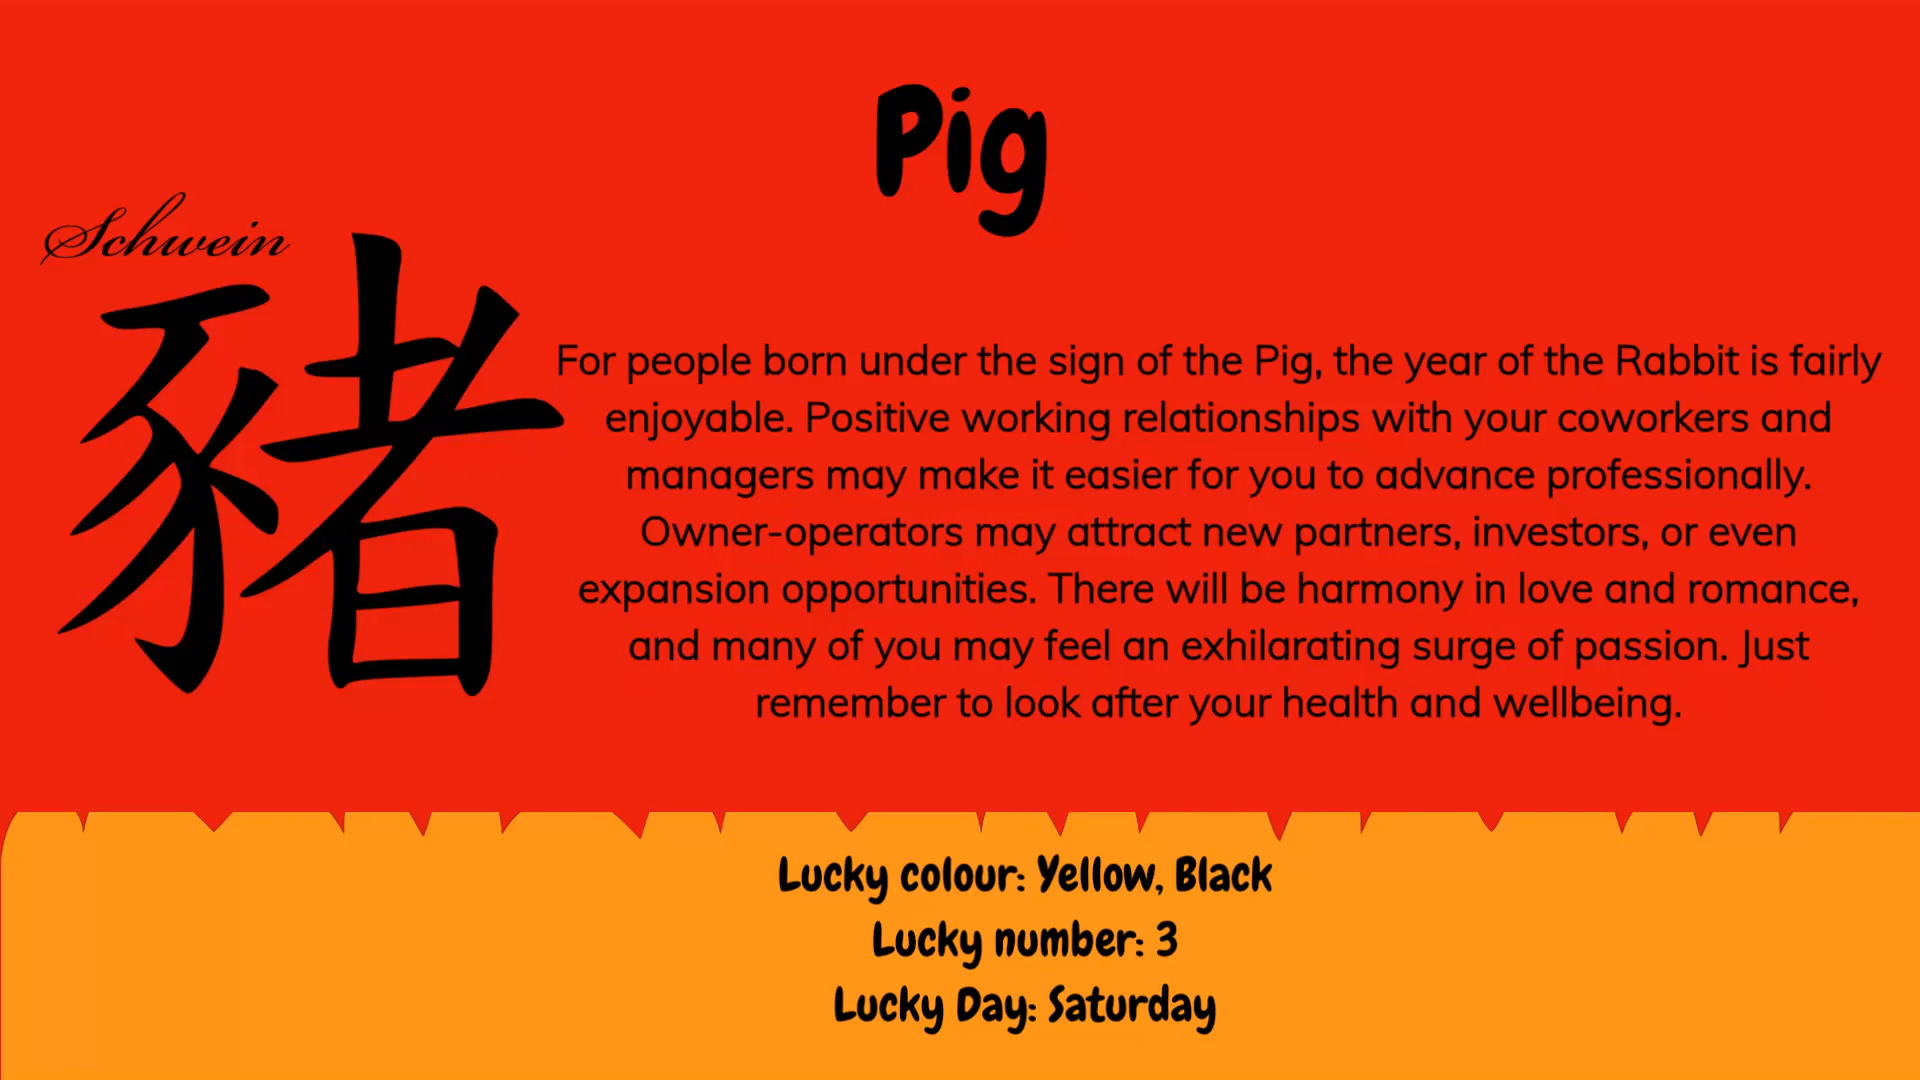 Pig
Schwein
豬
For people born under the sign of the Pig, the year of the Rabbit is fairly
enjoyable. Positive working relationships with your coworkers and
managers may make it easier for you to advance professionally.
Owner-operators may attract new partners, investors, or even
expansion opportunities. There will be harmony in love and romance,
and many of you may feel an exhilarating surge of passion. Just
remember to look after your health and wellbeing.
Lucky colour: Yellow, Black
Lucky number: 3
Lucky Day: Saturday